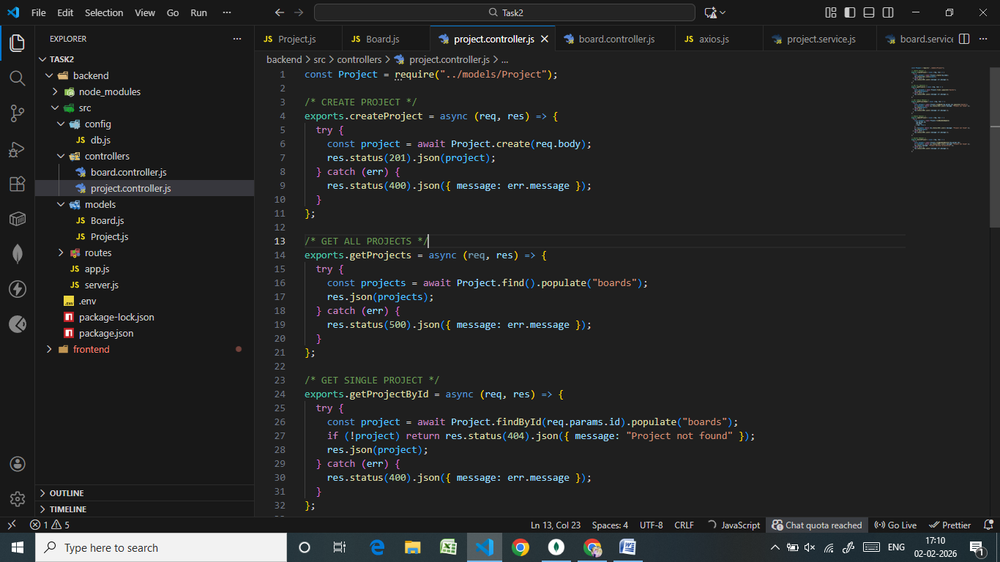 File Edit Selection View Go Run ···
Task2
EXPLORER ···
TASK2
backend
node_modules
src
config
JS db.js
controllers
board.controller.js
project.controller.js
models
JS Board.js
JS Project.js
routes
JS app.js
JS server.js
.ENV .env
package-lock.json
package.json
frontend
OUTLINE
TIMELINE
JS Project.js
JS Board.js
project.controller.js
board.controller.js
JS axios.js
project.service.js
board.service
···
backend > src > controllers > project.controller.js > ...
1 const Project = require("../models/Project");
2
3 /* CREATE PROJECT */
4 exports.createProject = async (req, res) => {
5 try {
6 const project = await Project.create(req.body);
7 res.status(201).json(project);
8 } catch (err) {
9 res.status(400).json({ message: err.message });
10 }
11 };
12
13 /* GET ALL PROJECTS */
14 exports.getProjects = async (req, res) => {
15 try {
16 const projects = await Project.find().populate("boards");
17 res.json(projects);
18 } catch (err) {
19 res.status(500).json({ message: err.message });
20 }
21 };
22
23 /* GET SINGLE PROJECT */
24 exports.getProjectById = async (req, res) => {
25 try {
26 const project = await Project.findById(req.params.id).populate("boards");
27 if (!project) return res.status(404).json({ message: "Project not found" });
28 res.json(project);
29 } catch (err) {
30 res.status(400).json({ message: err.message });
31 }
32 };
1 5 Ln 13, Col 23 Spaces: 4 UTF-8 CRLF JavaScript Chat quota reached Go Live Prettier
Type here to search
ENG
17:10
02-02-2026
1